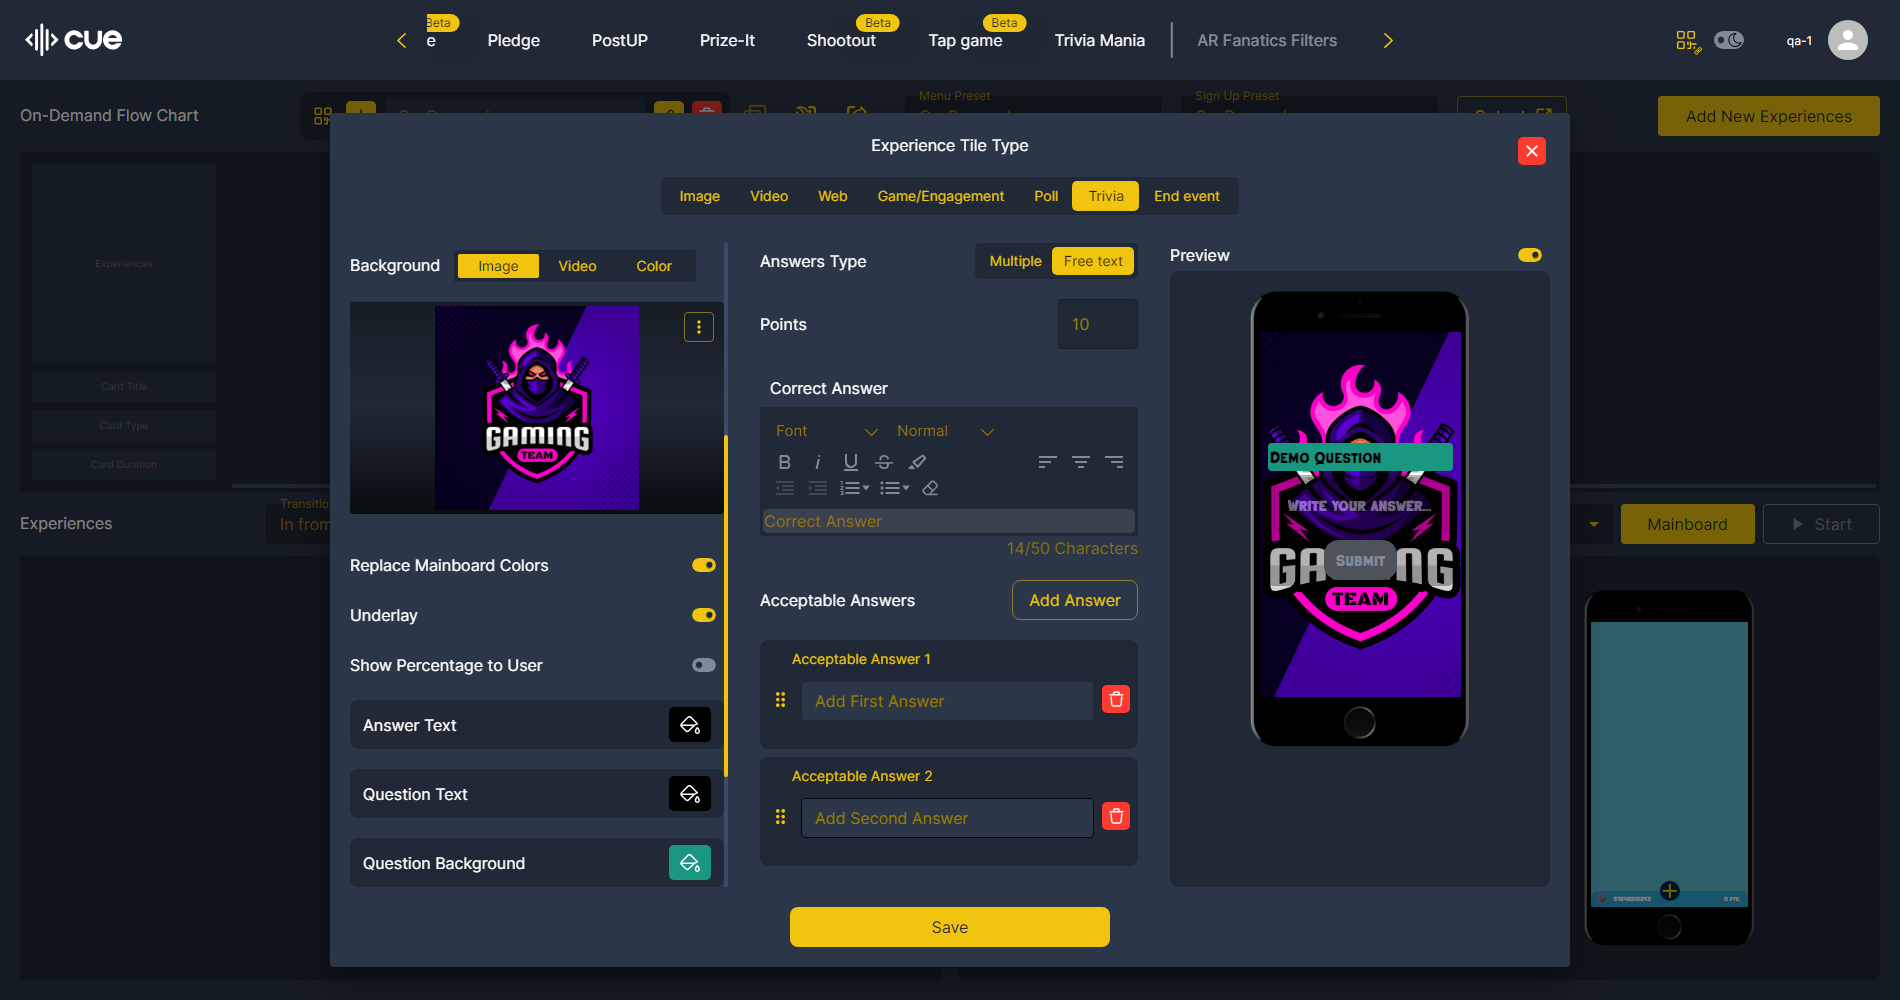 cue
Beta
e
Pledge
PostUP
Prize-It
Beta
Shootout
Beta
Tap game
Trivia Mania
AR Fanatics Filters
qa-1
On-Demand Flow Chart
Menu Preset
Sign Up Preset
Add New Experiences
Experience Tile Type
Image
Video
Web
Game/Engagement
Poll
Trivia
End event
Experiences
Card Title
Card Type
Card Duration
Transitio
In from
Experiences
Mainboard
Start
Background
Image
Video
Color
GAMING
TEAM
Replace Mainboard Colors
Underlay
Show Percentage to User
Answer Text
Question Text
Question Background
Answers Type
Multiple
Free text
Points
10
Correct Answer
Font
Normal
Correct Answer
14/50 Characters
Acceptable Answers
Add Answer
Acceptable Answer 1
Add First Answer
Acceptable Answer 2
Add Second Answer
Preview
Demo Question
Write your answer...
GAMING
Submit
TEAM
0 PTS.
Save